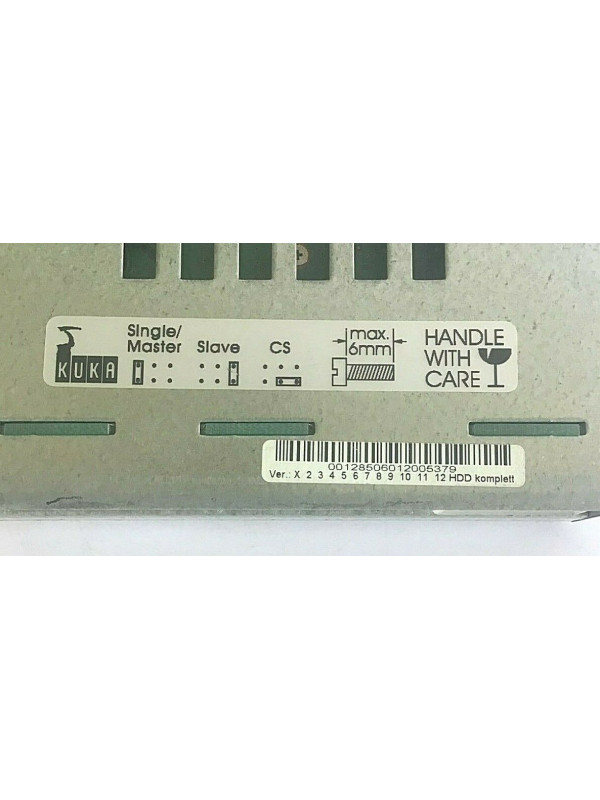 KUKA
Single/
Master
Slave
CS
max.
6mm
HANDLE
WITH
CARE
00128506012005379
Ver.: X 2 3 4 5 6 7 8 9 10 11 12 HDD komplett